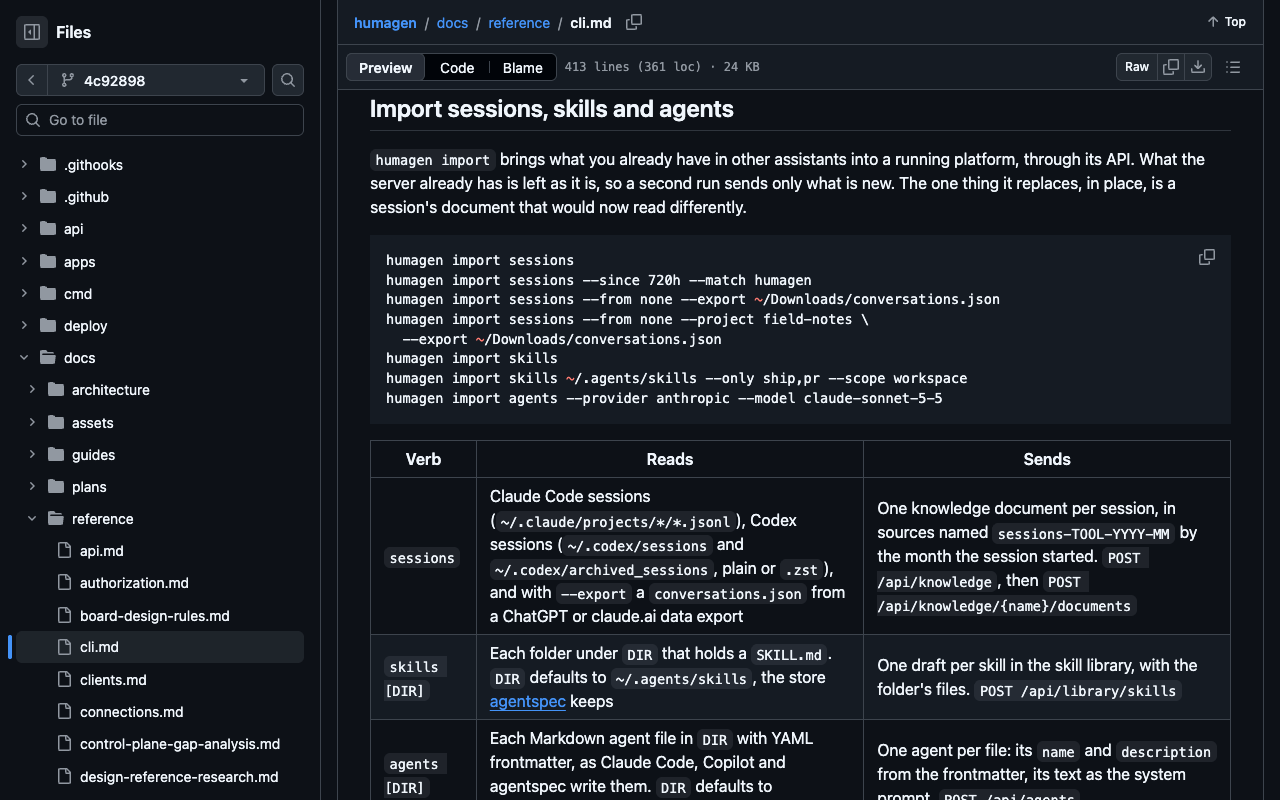 Files
humagen / docs / reference / cli.md
Top
4c92898
Preview Code Blame 413 lines (361 loc) · 24 KB
Raw
Go to file
.githooks
.github
api
apps
cmd
deploy
docs
architecture
assets
guides
plans
reference
api.md
authorization.md
board-design-rules.md
cli.md
clients.md
connections.md
control-plane-gap-analysis.md
design-reference-research.md
Import sessions, skills and agents
humagen import brings what you already have in other assistants into a running platform, through its API. What the
server already has is left as it is, so a second run sends only what is new. The one thing it replaces, in place, is a
session's document that would now read differently.
humagen import sessions
humagen import sessions --since 720h --match humagen
humagen import sessions --from none --export ~/Downloads/conversations.json
humagen import sessions --from none --project field-notes \
--export ~/Downloads/conversations.json
humagen import skills
humagen import skills ~/.agents/skills --only ship,pr --scope workspace
humagen import agents --provider anthropic --model claude-sonnet-5-5
Verb Reads Sends
sessions
Claude Code sessions
(~/.claude/projects/*/*.jsonl), Codex
sessions (~/.codex/sessions and
~/.codex/archived_sessions, plain or .zst),
and with --export a conversations.json from
a ChatGPT or claude.ai data export
One knowledge document per session, in
sources named sessions-TOOL-YYYY-MM by
the month the session started. POST
/api/knowledge, then POST
/api/knowledge/{name}/documents
skills
[DIR]
Each folder under DIR that holds a SKILL.md.
DIR defaults to ~/.agents/skills, the store
agentspec keeps
One draft per skill in the skill library, with the
folder's files. POST /api/library/skills
agents
[DIR]
Each Markdown agent file in DIR with YAML
frontmatter, as Claude Code, Copilot and
agentspec write them. DIR defaults to
One agent per file: its name and description
from the frontmatter, its text as the system
prompt. POST /api/agents